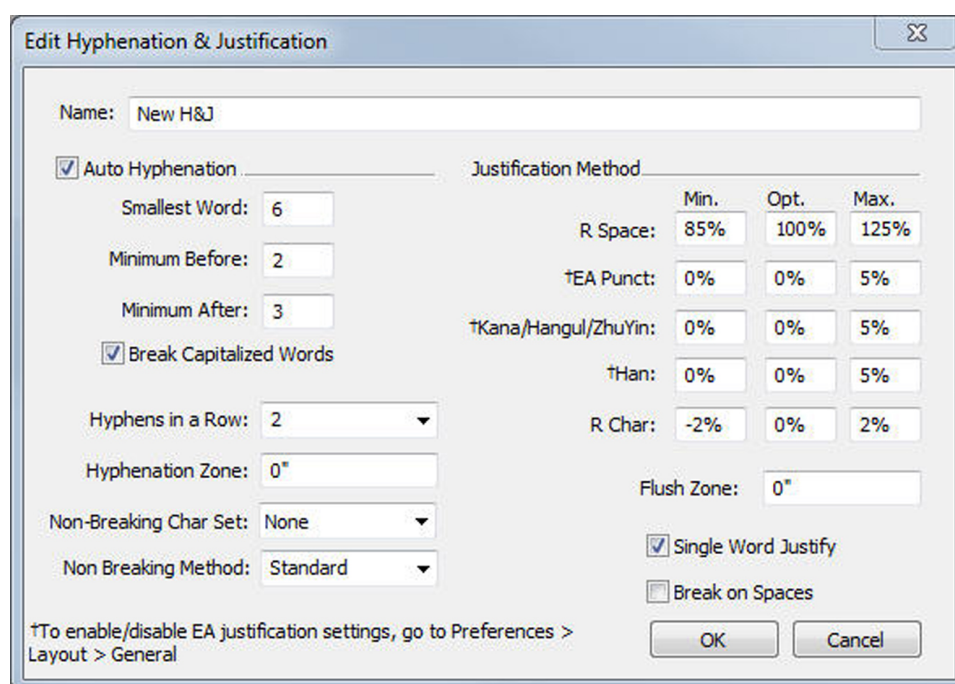 Edit Hyphenation & Justification
Name: New H&J
Auto Hyphenation
Smallest Word: 6
Minimum Before: 2
Minimum After: 3
Break Capitalized Words
Hyphens in a Row: 2
Hyphenation Zone: 0"
Non-Breaking Char Set: None
Non Breaking Method: Standard
†To enable/disable EA justification settings, go to Preferences >
Layout > General
Justification Method
Min. Opt. Max.
R Space: 85% 100% 125%
†EA Punct: 0% 0% 5%
†Kana/Hangul/ZhuYin: 0% 0% 5%
†Han: 0% 0% 5%
R Char: -2% 0% 2%
Flush Zone: 0"
Single Word Justify
Break on Spaces
OK Cancel